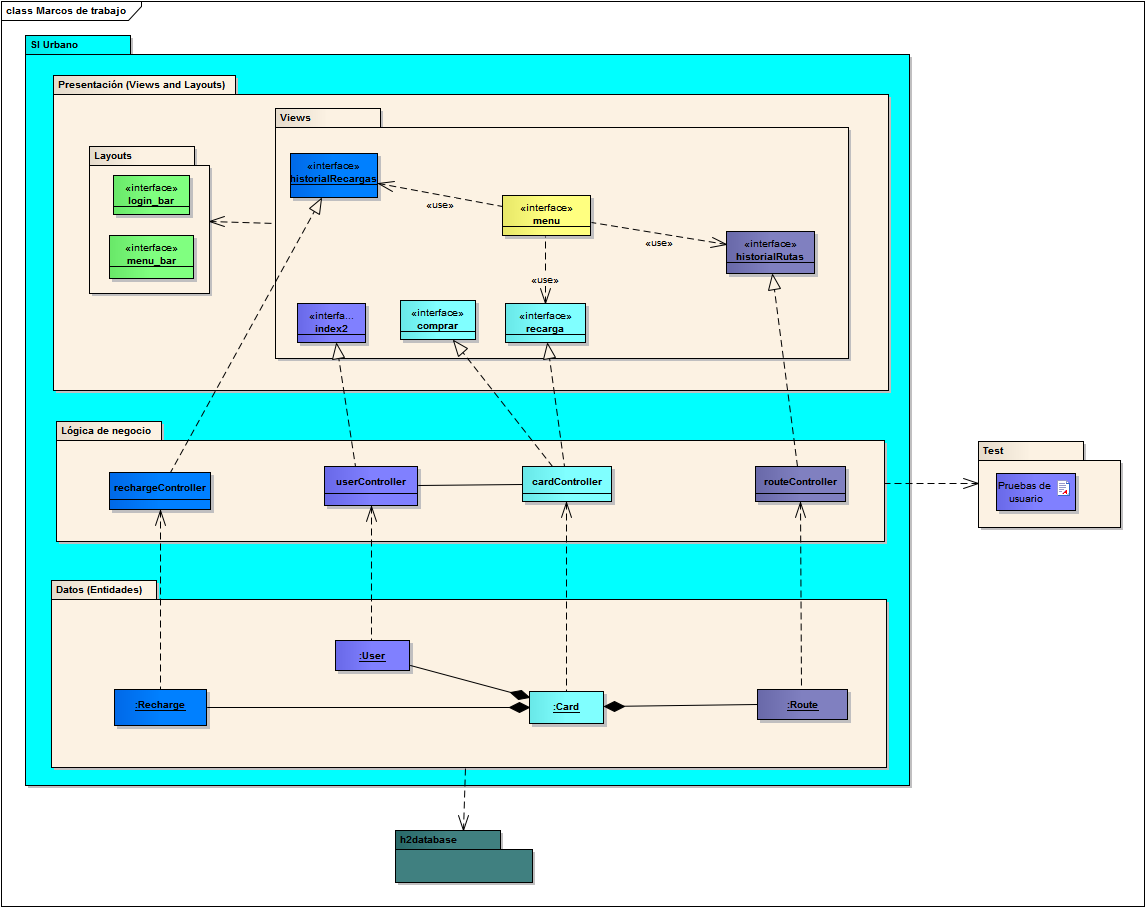 class Marcos de trabajo
SI Urbano
Presentación (Views and Layouts)
Views
Layouts
«interface»
login_bar
«interface»
menu_bar
«interface»
historialRecargas
«use»
«interface»
menu
«use»
«interface»
historialRutas
«use»
«interfa...
index2
«interface»
comprar
«interface»
recarga
Lógica de negocio
rechargeController
userController
cardController
routeController
Test
Pruebas de
usuario
Datos (Entidades)
:User
:Recharge
:Card
:Route
h2database